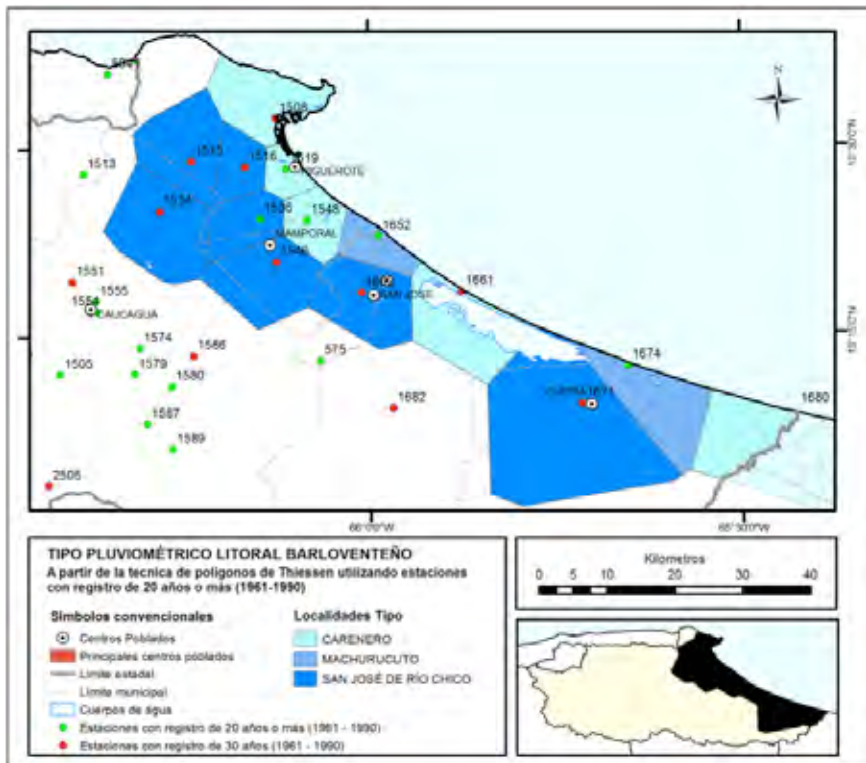 1508
N
1513
1515
1516
1519
HIGUEROTE
1534
1536
1548
MAMPORAL
1652
1551
1555
1554
CAUCAGUA
SAN JOSE
1661
1574
1586
575
1674
1505
1579
1580
1682
1671
1680
1587
1589
2505
66°00'W
65°30'W
TIPO PLUVIOMÉTRICO LITORAL BARLOVENTEÑO
A partir de la tecnica de poligonos de Thiessen utilizando estaciones
con registro de 20 años o más (1961-1990)
Simbolos convencionales
Centros Poblados
Principales centros poblados
Limite estadal
Limite municipal
Cuerpos de agua
Estaciones con registro de 20 años o más (1961 - 1990)
Estaciones con registro de 30 años (1961 - 1990)
Localidades Tipo
CARENERO
MACHURUCUTO
SAN JOSÉ DE RÍO CHICO
Kilometros
0 5 10 20 30 40